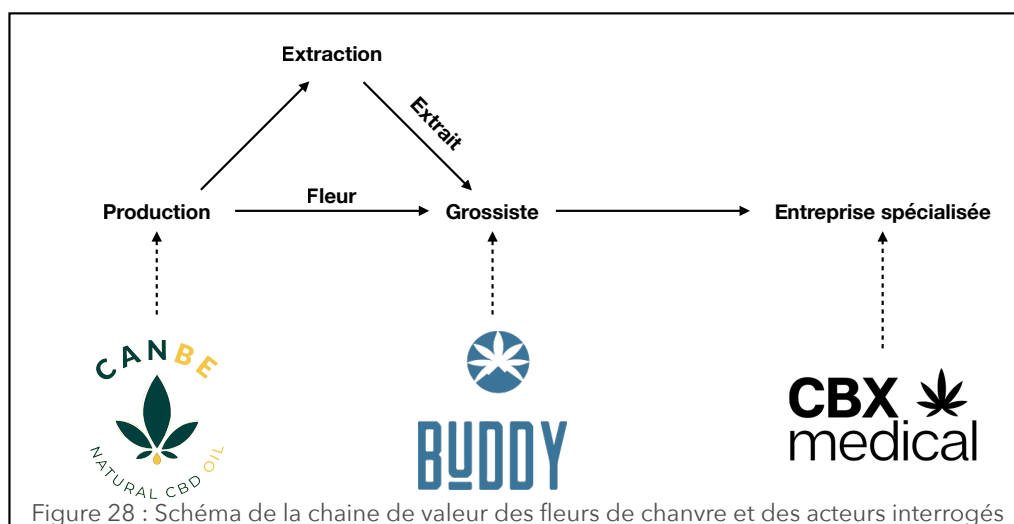 Extraction
Extrait
Fleur
Production
Grossiste
Entreprise spécialisée
CANBE
NATURAL CBD OIL
BUDDY
CBX
medical
Figure 28 : Schéma de la chaine de valeur des fleurs de chanvre et des acteurs interrogés